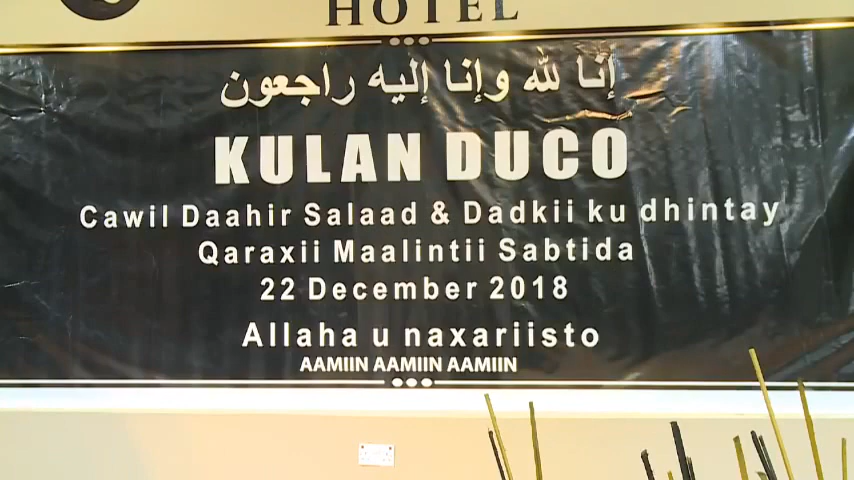 HOTEL
إنا لله وإنا إليه راجعون
KULAN DUCO
Cawil Daahir Salaad & Dadkii ku dhintay
Qaraxii Maalintii Sabtida
22 December 2018
Allaha u naxariisto
AAMIIN AAMIIN AAMIIN